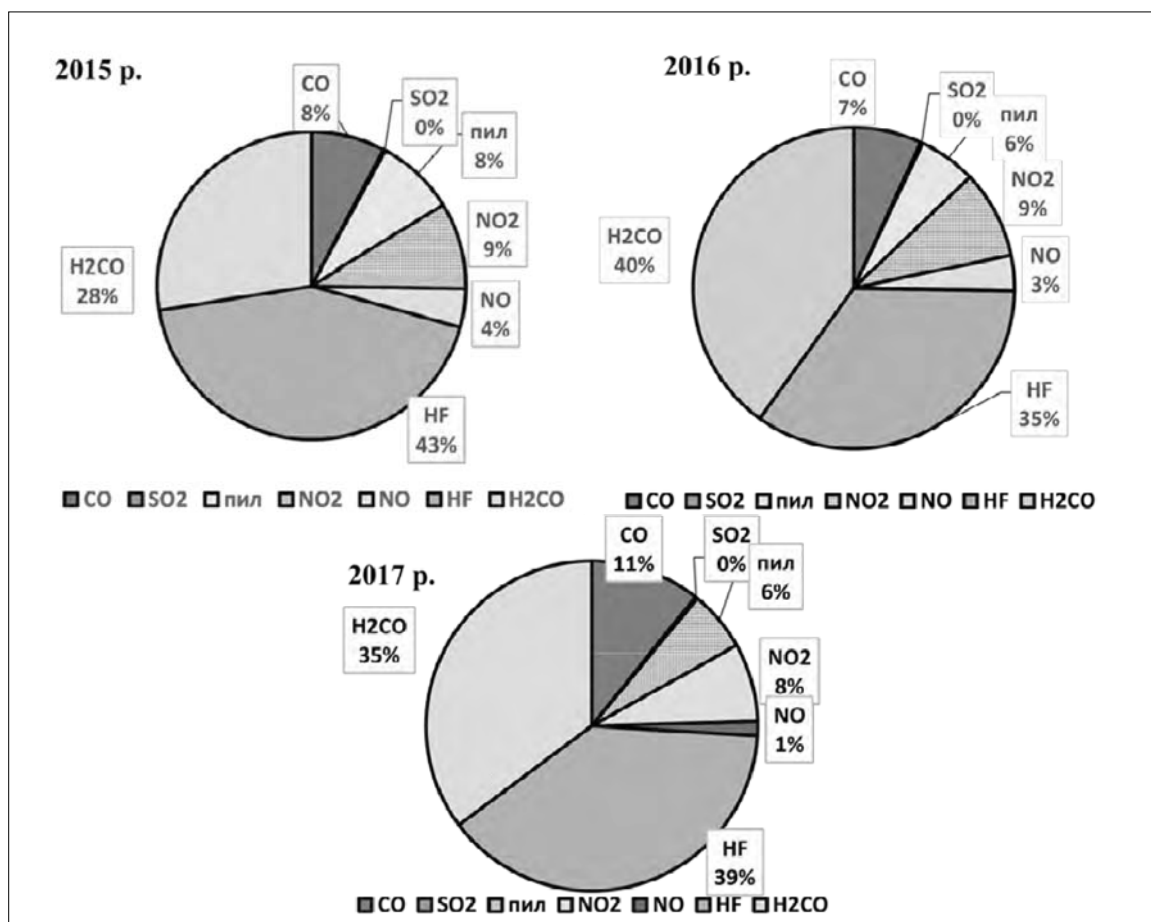 2015 р.
CO
8%
SO2
0%
пил
8%
NO2
9%
NO
4%
HF
43%
H2CO
28%
CO SO2 пил NO2 NO HF H2CO
2016 р.
CO
7%
SO2
0%
пил
6%
NO2
9%
NO
3%
HF
35%
H2CO
40%
CO SO2 пил NO2 NO HF H2CO
2017 р.
CO
11%
SO2
0%
пил
6%
NO2
8%
NO
1%
HF
39%
H2CO
35%
CO SO2 пил NO2 NO HF H2CO